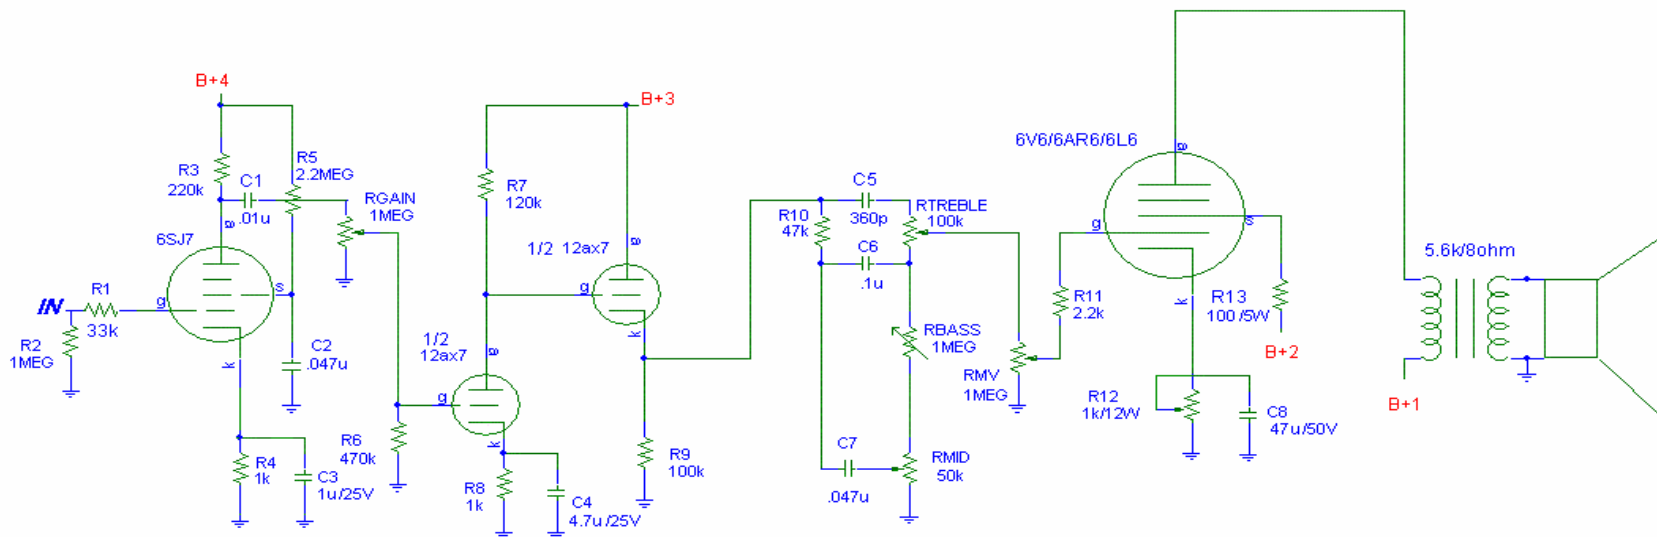 B+4
R3
220k
R5
2.2MEG
C1
.01u
a
6SJ7
g
s
k
IN
R1
33k
R2
1MEG
C2
.047u
R4
1k
C3
1u/25V
RGAIN
1MEG
R6
470k
B+3
R7
120k
1/2 12ax7
a
g
k
1/2
12ax7
a
g
k
R8
1k
C4
4.7u/25V
R9
100k
R10
47k
C5
360p
RTREBLE
100k
C6
.1u
RBASS
1MEG
C7
.047u
RMID
50k
RMV
1MEG
R11
2.2k
6V6/6AR6/6L6
a
g
s
k
R13
100/5W
B+2
R12
1k/12W
C8
47u/50V
5.6k/8ohm
B+1